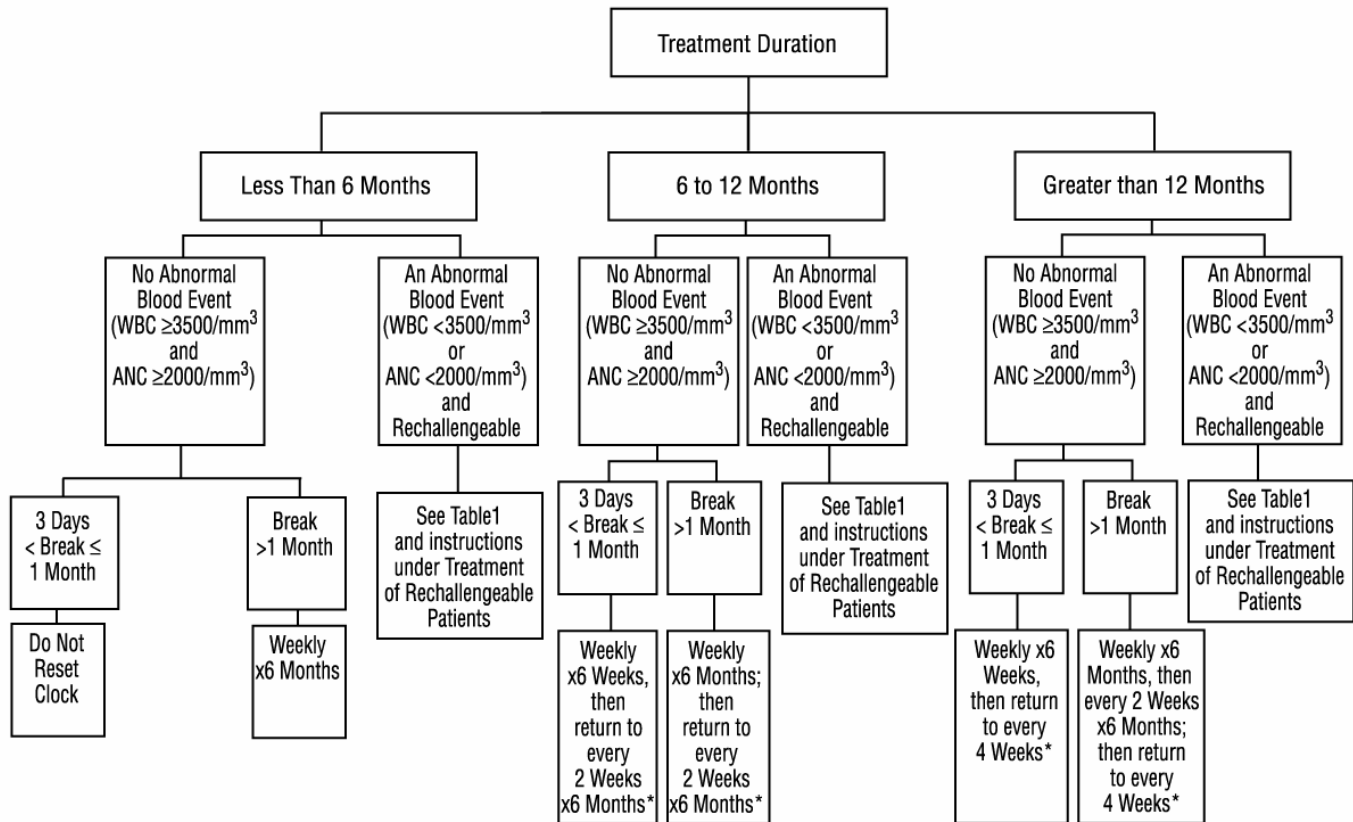 Treatment Duration
Less Than 6 Months
6 to 12 Months
Greater than 12 Months
No Abnormal
Blood Event
(WBC ≥3500/mm³
and
ANC ≥2000/mm³)
An Abnormal
Blood Event
(WBC <3500/mm³
or
ANC <2000/mm³)
and
Rechallengeable
No Abnormal
Blood Event
(WBC ≥3500/mm³
and
ANC ≥2000/mm³)
An Abnormal
Blood Event
(WBC <3500/mm³
or
ANC <2000/mm³)
and
Rechallengeable
No Abnormal
Blood Event
(WBC ≥3500/mm³
and
ANC ≥2000/mm³)
An Abnormal
Blood Event
(WBC <3500/mm³
or
ANC <2000/mm³)
and
Rechallengeable
3 Days
< Break ≤
1 Month
Break
>1 Month
See Table1
and instructions
under Treatment
of Rechallengeable
Patients
3 Days
< Break ≤
1 Month
Break
>1 Month
See Table1
and instructions
under Treatment
of Rechallengeable
Patients
3 Days
< Break ≤
1 Month
Break
>1 Month
See Table1
and instructions
under Treatment
of Rechallengeable
Patients
Do Not
Reset
Clock
Weekly
x6 Months
Weekly
x6 Weeks,
then
return to
every
2 Weeks
x6 Months*
Weekly
x6 Months;
then
return to
every
2 Weeks
x6 Months*
Weekly x6
Weeks,
then return
to every
4 Weeks*
Weekly x6
Months, then
every 2 Weeks
x6 Months;
then return
to every
4 Weeks*